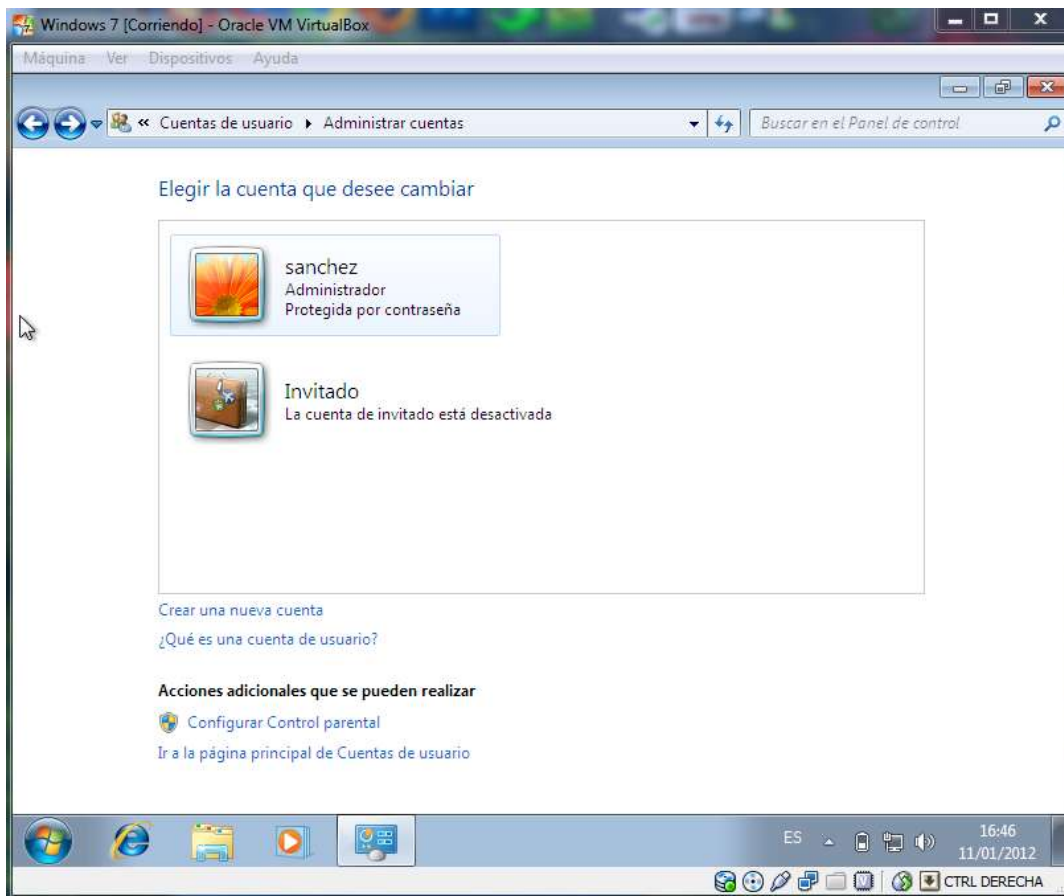 Windows 7 [Corriendo] - Oracle VM VirtualBox
Máquina Ver Dispositivos Ayuda
« Cuentas de usuario Administrar cuentas Buscar en el Panel de control
Elegir la cuenta que desee cambiar
sanchez
Administrador
Protegida por contraseña
Invitado
La cuenta de invitado está desactivada
Crear una nueva cuenta
¿Qué es una cuenta de usuario?
Acciones adicionales que se pueden realizar
Configurar Control parental
Ir a la página principal de Cuentas de usuario
ES 16:46
11/01/2012
CTRL DERECHA